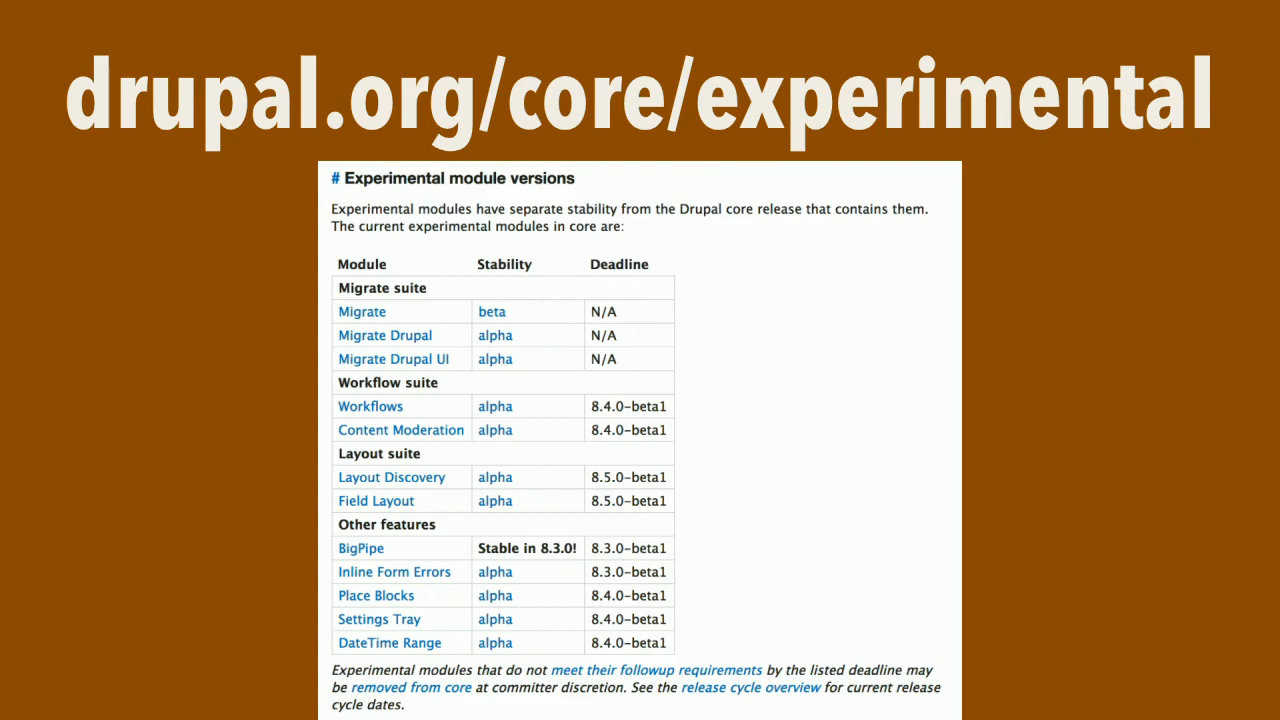 drupal.org/core/experimental
# Experimental module versions
Experimental modules have separate stability from the Drupal core release that contains them.
The current experimental modules in core are:
Module Stability Deadline
Migrate suite
Migrate beta N/A
Migrate Drupal alpha N/A
Migrate Drupal UI alpha N/A
Workflow suite
Workflows alpha 8.4.0-beta1
Content Moderation alpha 8.4.0-beta1
Layout suite
Layout Discovery alpha 8.5.0-beta1
Field Layout alpha 8.5.0-beta1
Other features
BigPipe Stable in 8.3.0! 8.3.0-beta1
Inline Form Errors alpha 8.3.0-beta1
Place Blocks alpha 8.4.0-beta1
Settings Tray alpha 8.4.0-beta1
DateTime Range alpha 8.4.0-beta1
Experimental modules that do not meet their followup requirements by the listed deadline may
be removed from core at committer discretion. See the release cycle overview for current release
cycle dates.